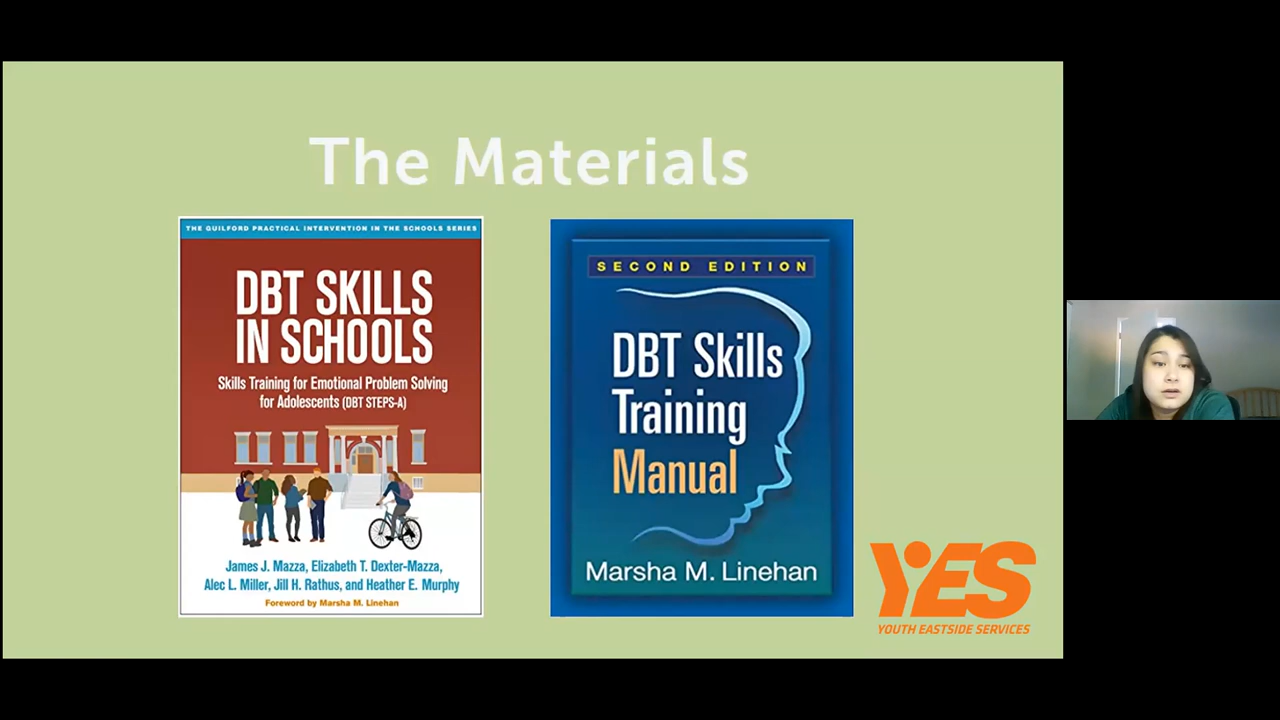 The Materials
THE GUILFORD PRACTICAL INTERVENTION IN THE SCHOOLS SERIES
DBT SKILLS
IN SCHOOLS
Skills Training for Emotional Problem Solving
for Adolescents (DBT STEPS-A)
James J. Mazza, Elizabeth T. Dexter-Mazza,
Alec L. Miller, Jill H. Rathus, and Heather E. Murphy
Foreword by Marsha M. Linehan
SECOND EDITION
DBT Skills
Training
Manual
Marsha M. Linehan
YES
YOUTH EASTSIDE SERVICES